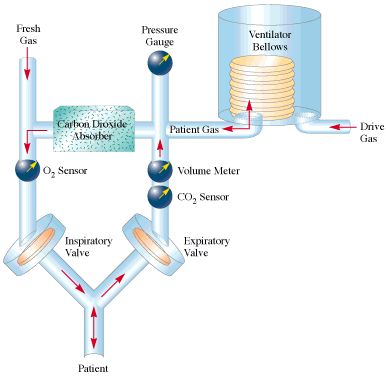 Fresh
Gas
Pressure
Gauge
Ventilator
Bellows
Carbon Dioxide
Absorber
Patient Gas
Drive
Gas
O₂ Sensor
Volume Meter
CO₂ Sensor
Inspiratory
Valve
Expiratory
Valve
Patient